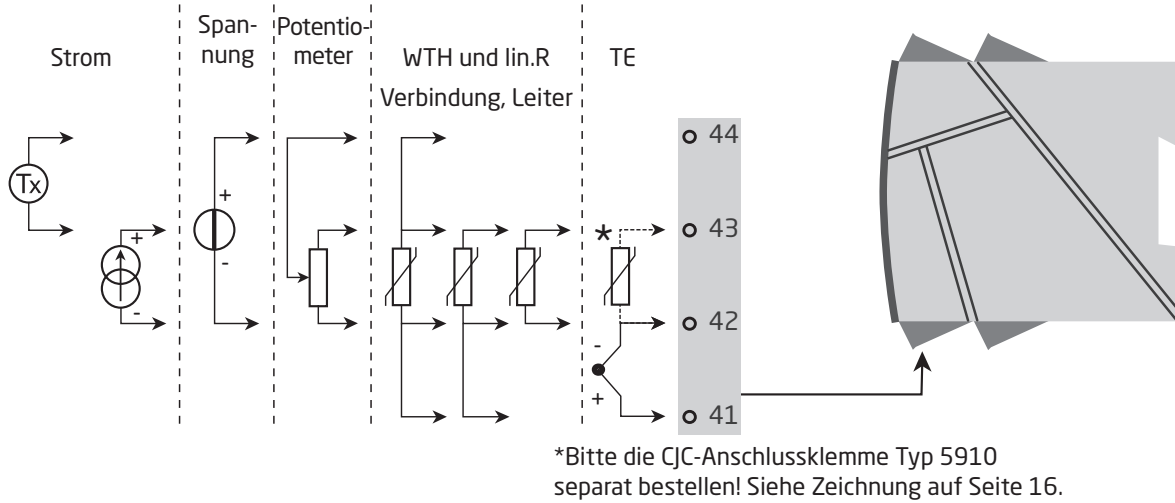 Strom
Span-
nung
Potentio-
meter
WTH und lin.R
Verbindung, Leiter
TE
Tx
+
-
+
-
*
-
+
44
43
42
41
*Bitte die CJC-Anschlussklemme Typ 5910
separat bestellen! Siehe Zeichnung auf Seite 16.